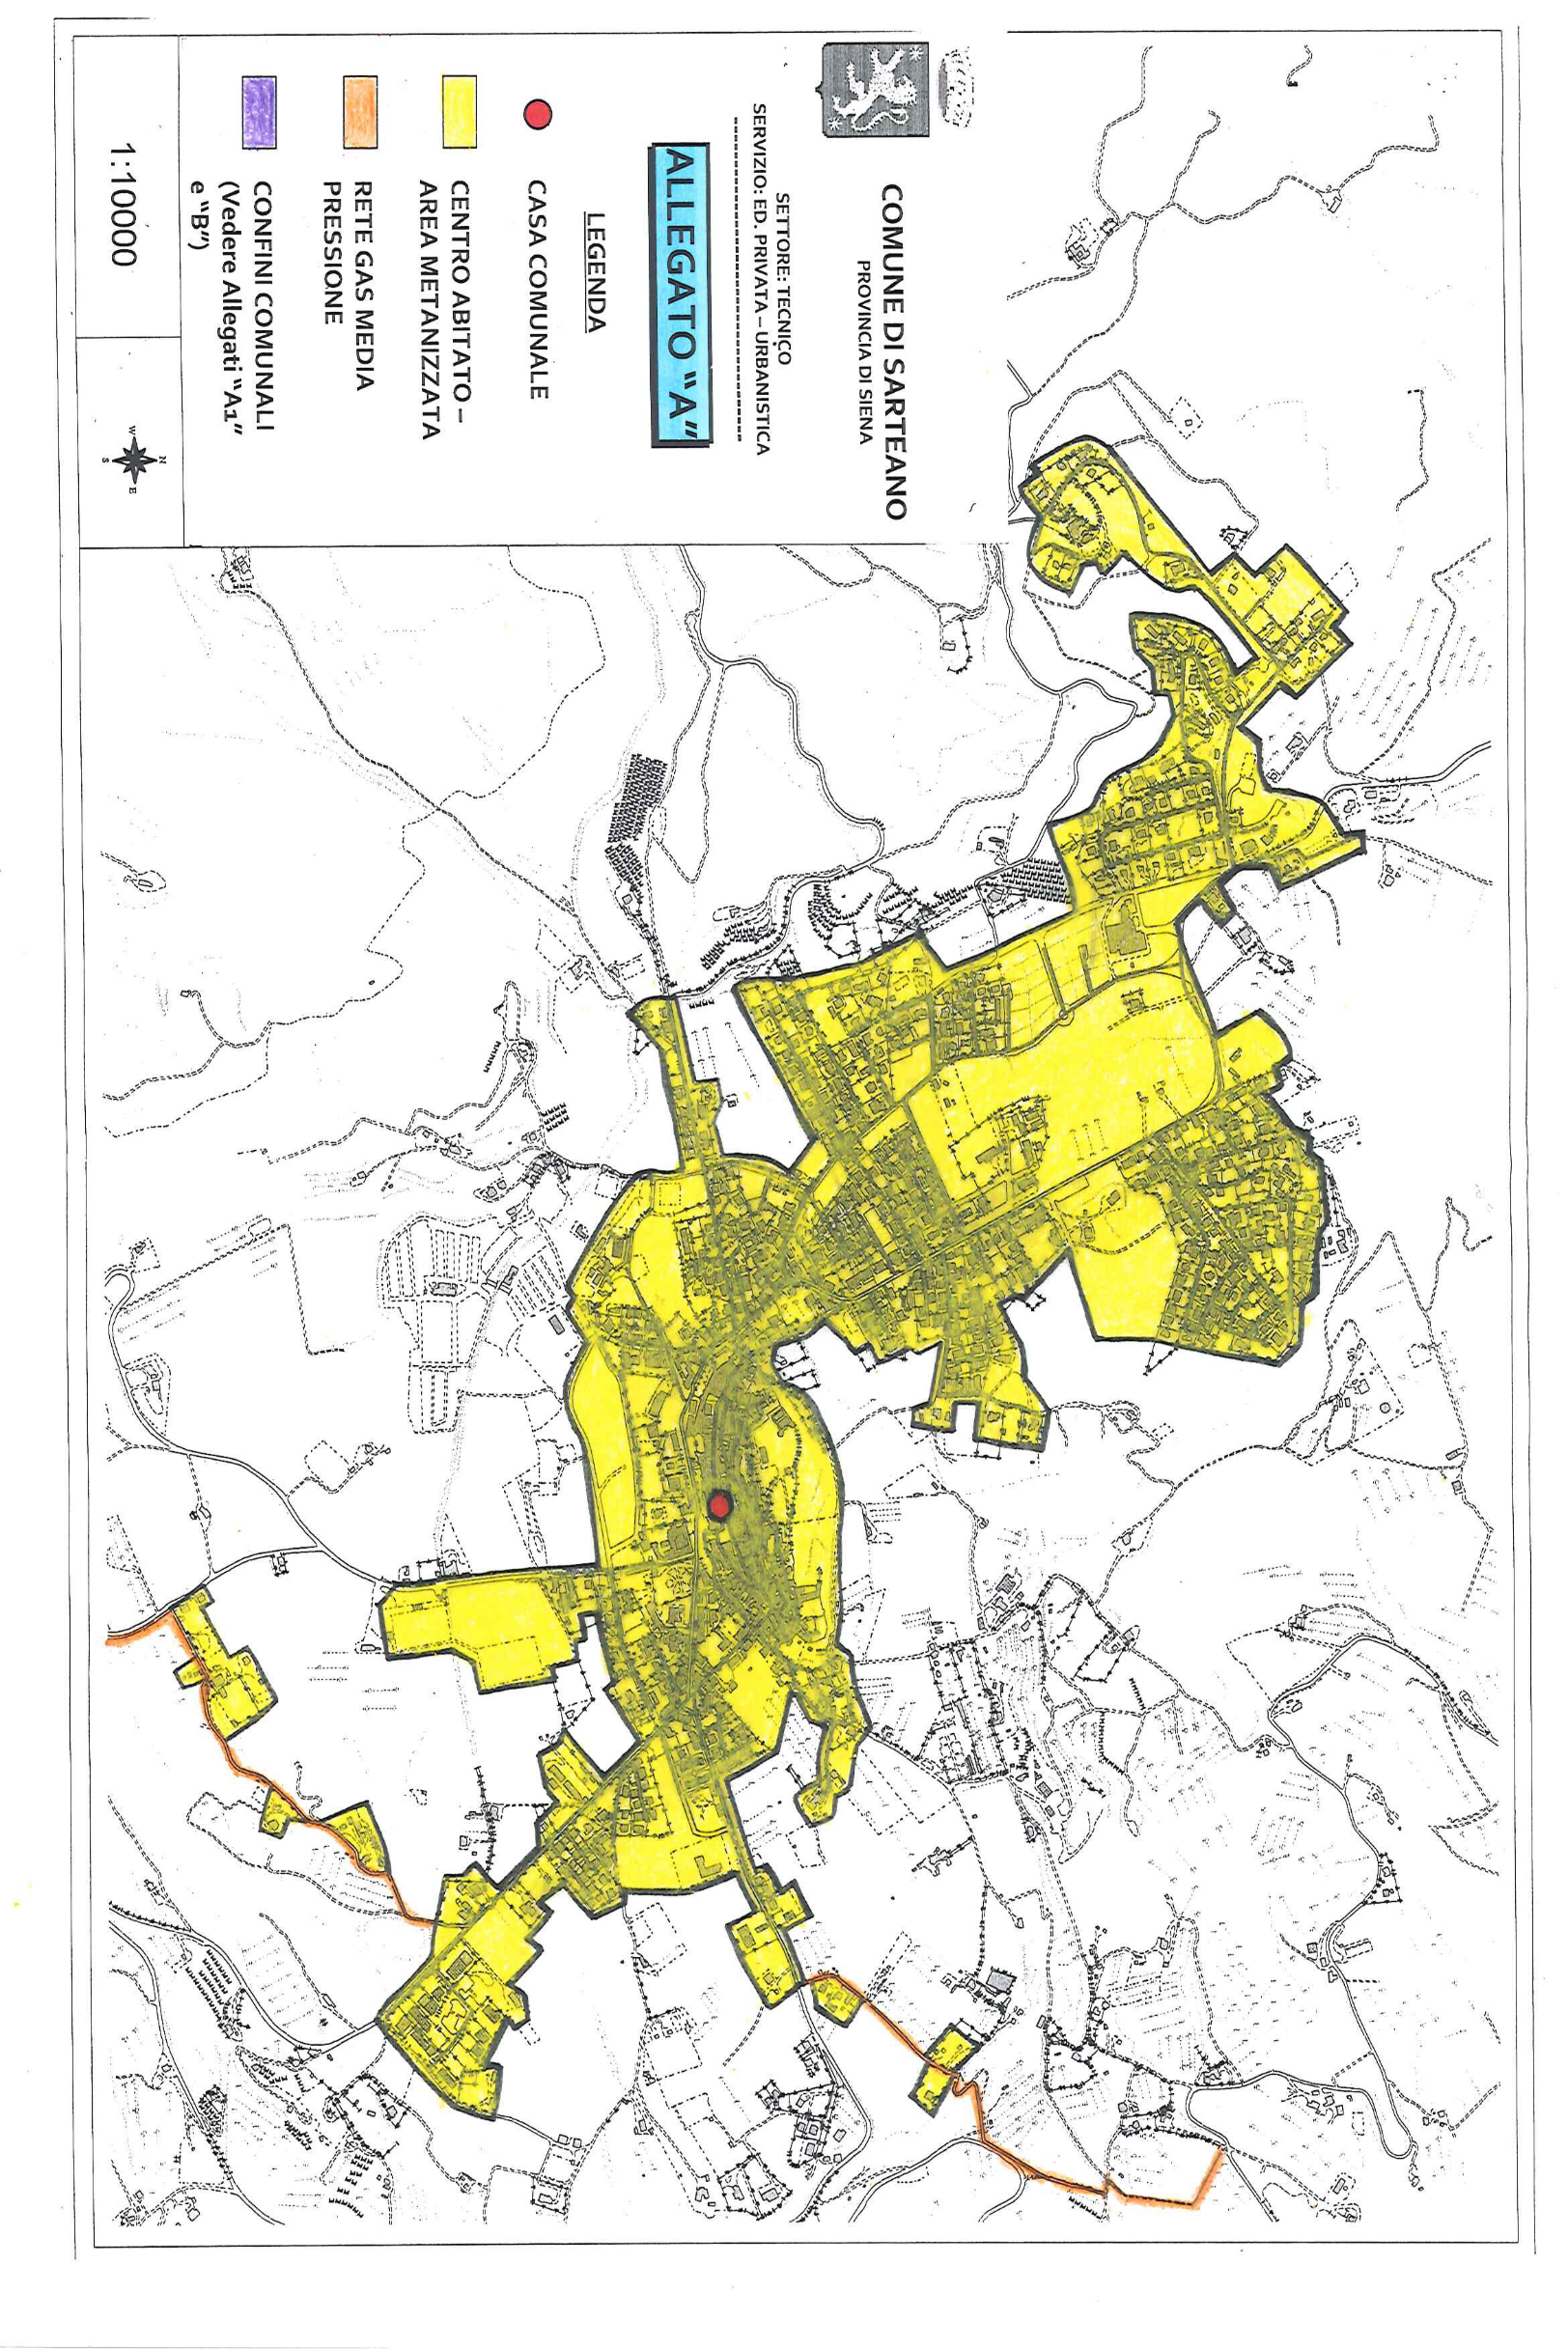 COMUNE DI SARTEANO
PROVINCIA DI SIENA
SETTORE: TECNICO
SERVIZIO: ED. PRIVATA – URBANISTICA
ALLEGATO "A"
LEGENDA
CASA COMUNALE
CENTRO ABITATO –
AREA METANIZZATA
RETE GAS MEDIA
PRESSIONE
CONFINI COMUNALI
(Vedere Allegati "A1"
e "B")
1:10000
N
W
E
S